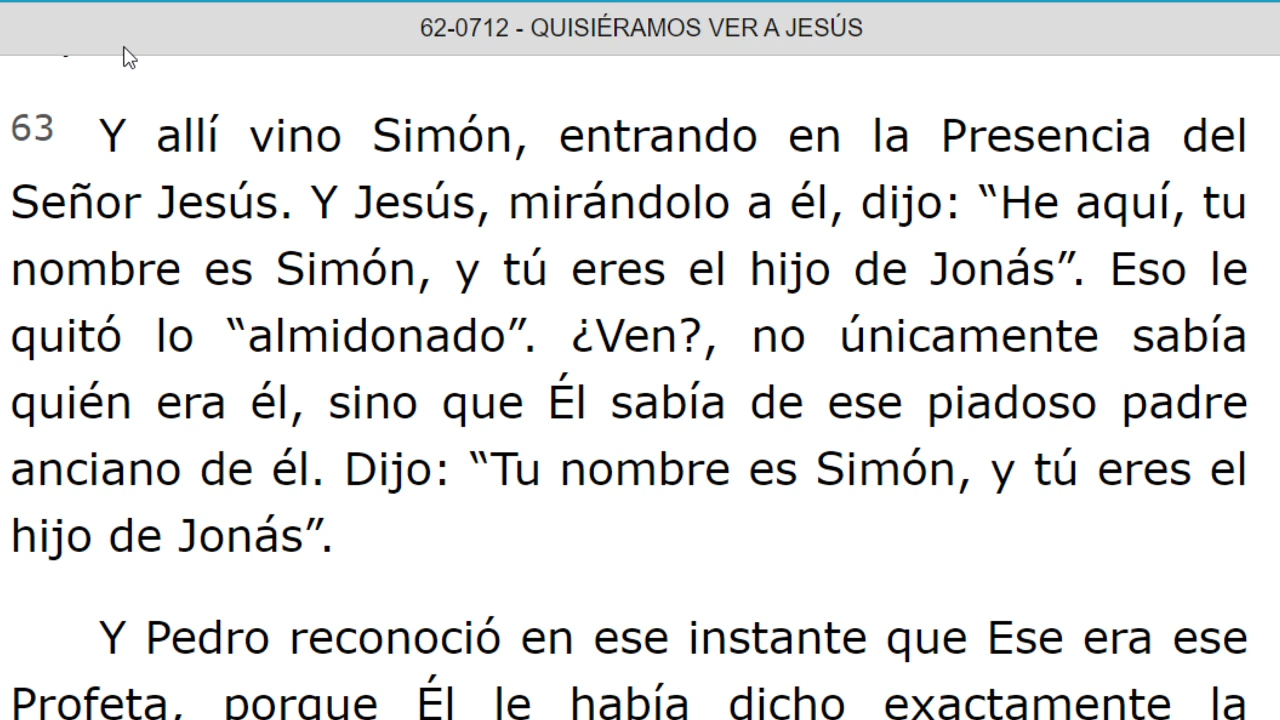 62-0712 - QUISIÉRAMOS VER A JESÚS
63 Y allí vino Simón, entrando en la Presencia del
Señor Jesús. Y Jesús, mirándolo a él, dijo: “He aquí, tu
nombre es Simón, y tú eres el hijo de Jonás”. Eso le
quitó lo “almidonado”. ¿Ven?, no únicamente sabía
quién era él, sino que Él sabía de ese piadoso padre
anciano de él. Dijo: “Tu nombre es Simón, y tú eres el
hijo de Jonás”.
Y Pedro reconoció en ese instante que Ese era ese
Profeta, porque Él le había dicho exactamente la